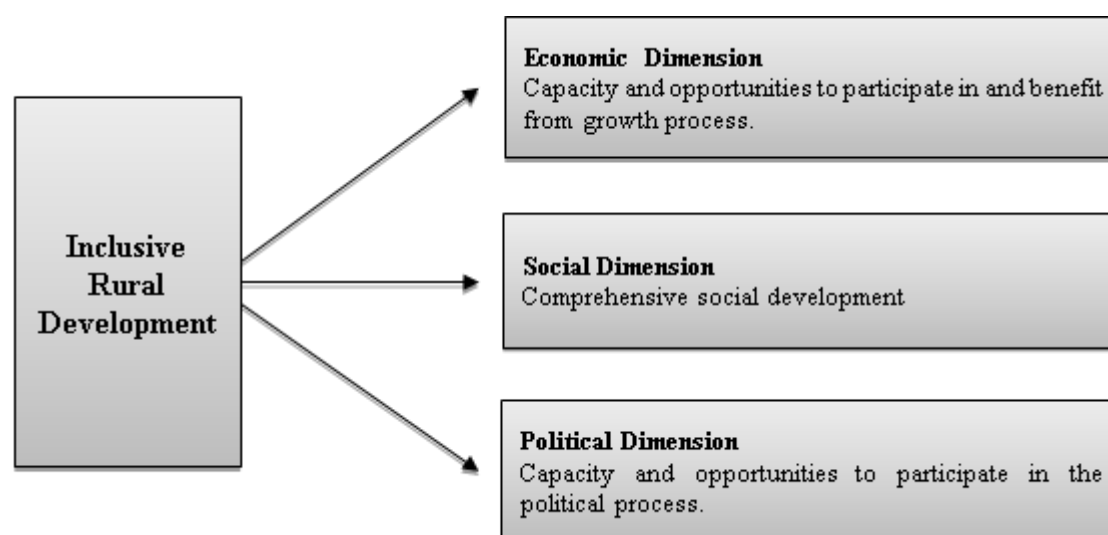 Inclusive
Rural
Development
Economic Dimension
Capacity and opportunities to participate in and benefit
from growth process.
Social Dimension
Comprehensive social development
Political Dimension
Capacity and opportunities to participate in the
political process.